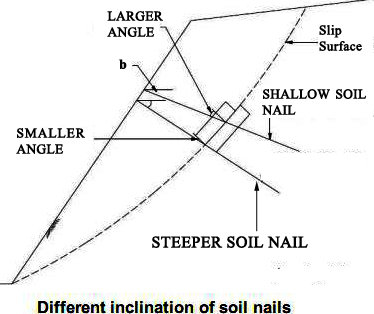 LARGER
ANGLE
Slip
Surface
b
SHALLOW SOIL
NAIL
SMALLER
ANGLE
STEEPER SOIL NAIL
Different inclination of soil nails